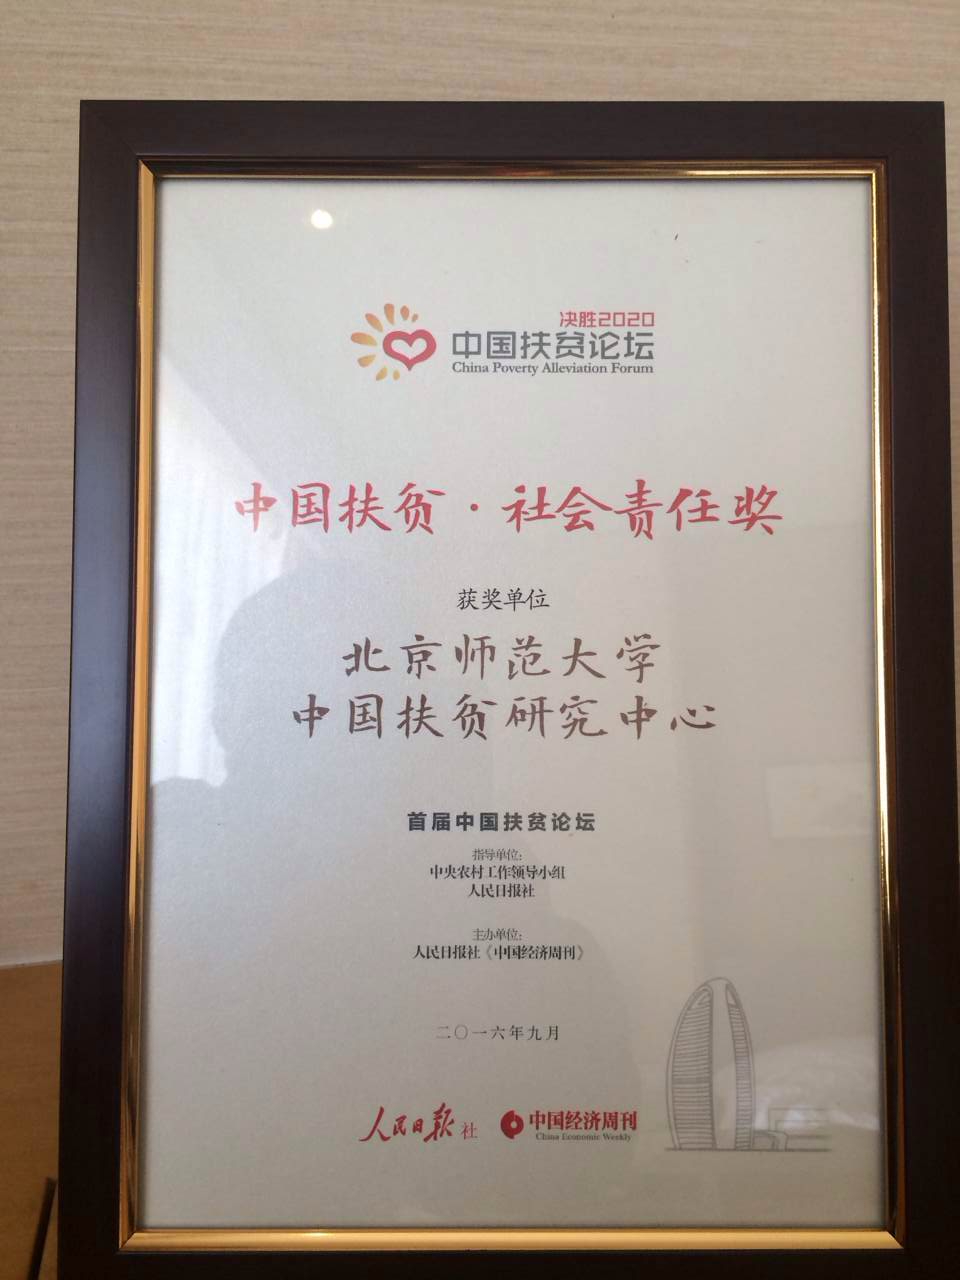 决胜2020
中国扶贫论坛
China Poverty Alleviation Forum
中国扶贫·社会责任奖
获奖单位
北京师范大学
中国扶贫研究中心
首届中国扶贫论坛
指导单位:
中央农村工作领导小组
人民日报社
主办单位:
人民日报社《中国经济周刊》
二〇一六年九月
人民日报社 中国经济周刊
China Economic Weekly